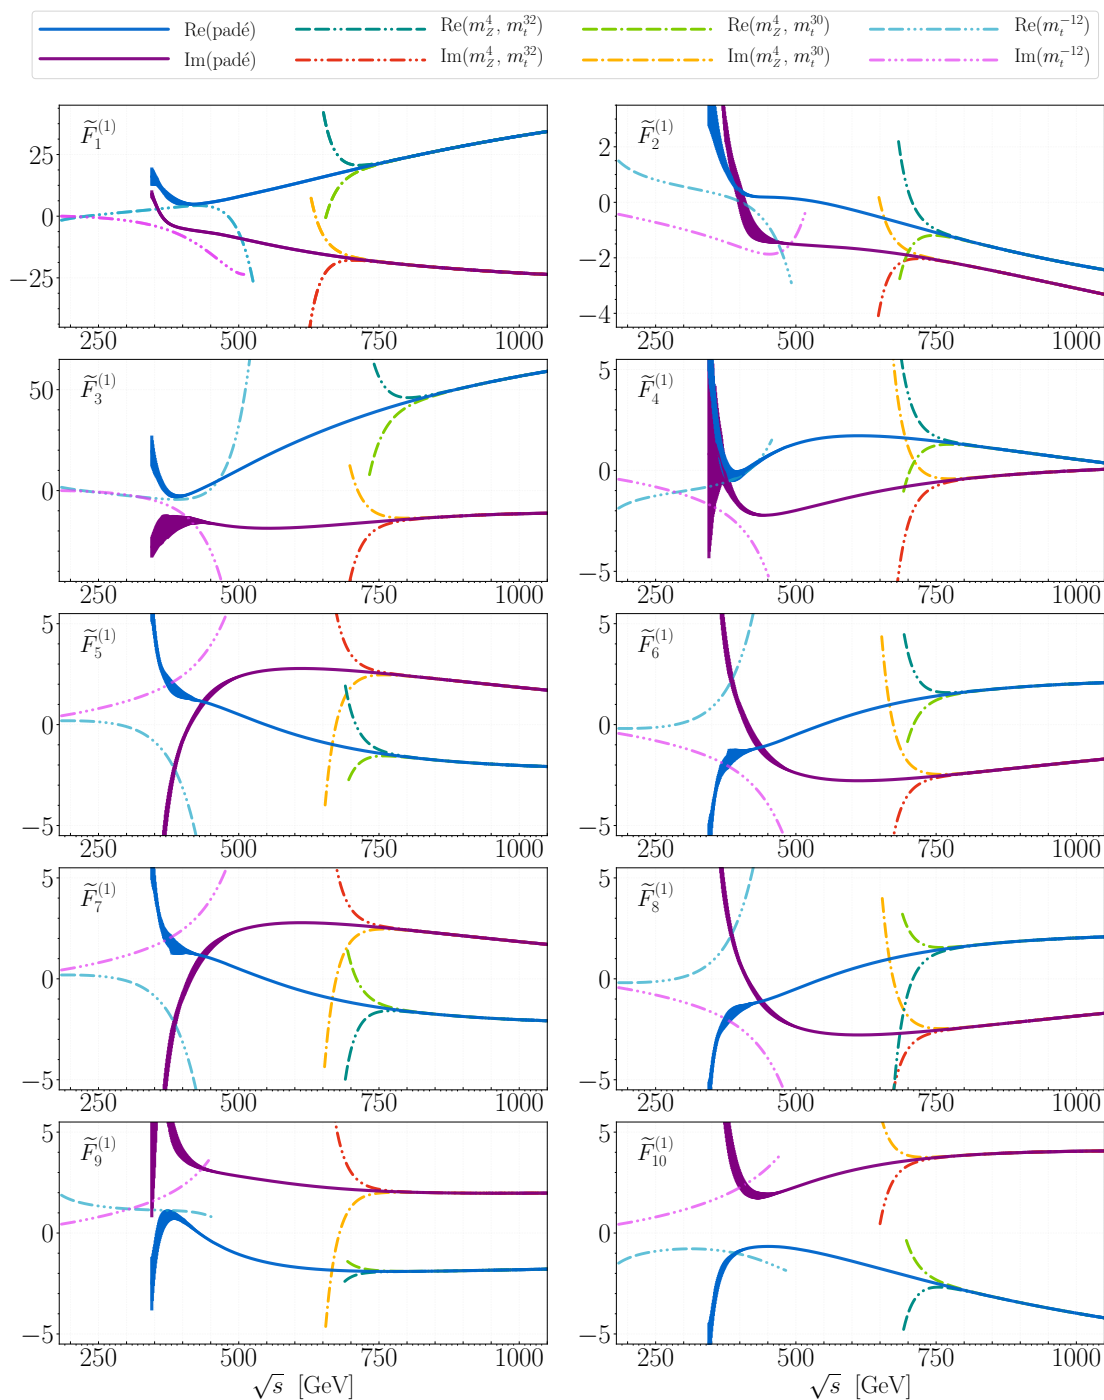 Re(padé) Re(m_Z^4, m_t^32) Re(m_Z^4, m_t^30) Re(m_t^-12)
Im(padé) Im(m_Z^4, m_t^32) Im(m_Z^4, m_t^30) Im(m_t^-12)
F̃_1^(1)
25
0
−25
250 500 750 1000
F̃_2^(1)
2
0
−2
−4
250 500 750 1000
F̃_3^(1)
50
0
250 500 750 1000
F̃_4^(1)
5
0
−5
250 500 750 1000
F̃_5^(1)
5
0
−5
250 500 750 1000
F̃_6^(1)
5
0
−5
250 500 750 1000
F̃_7^(1)
5
0
−5
250 500 750 1000
F̃_8^(1)
5
0
−5
250 500 750 1000
F̃_9^(1)
5
0
−5
250 500 750 1000
√s [GeV]
F̃_10^(1)
5
0
−5
250 500 750 1000
√s [GeV]